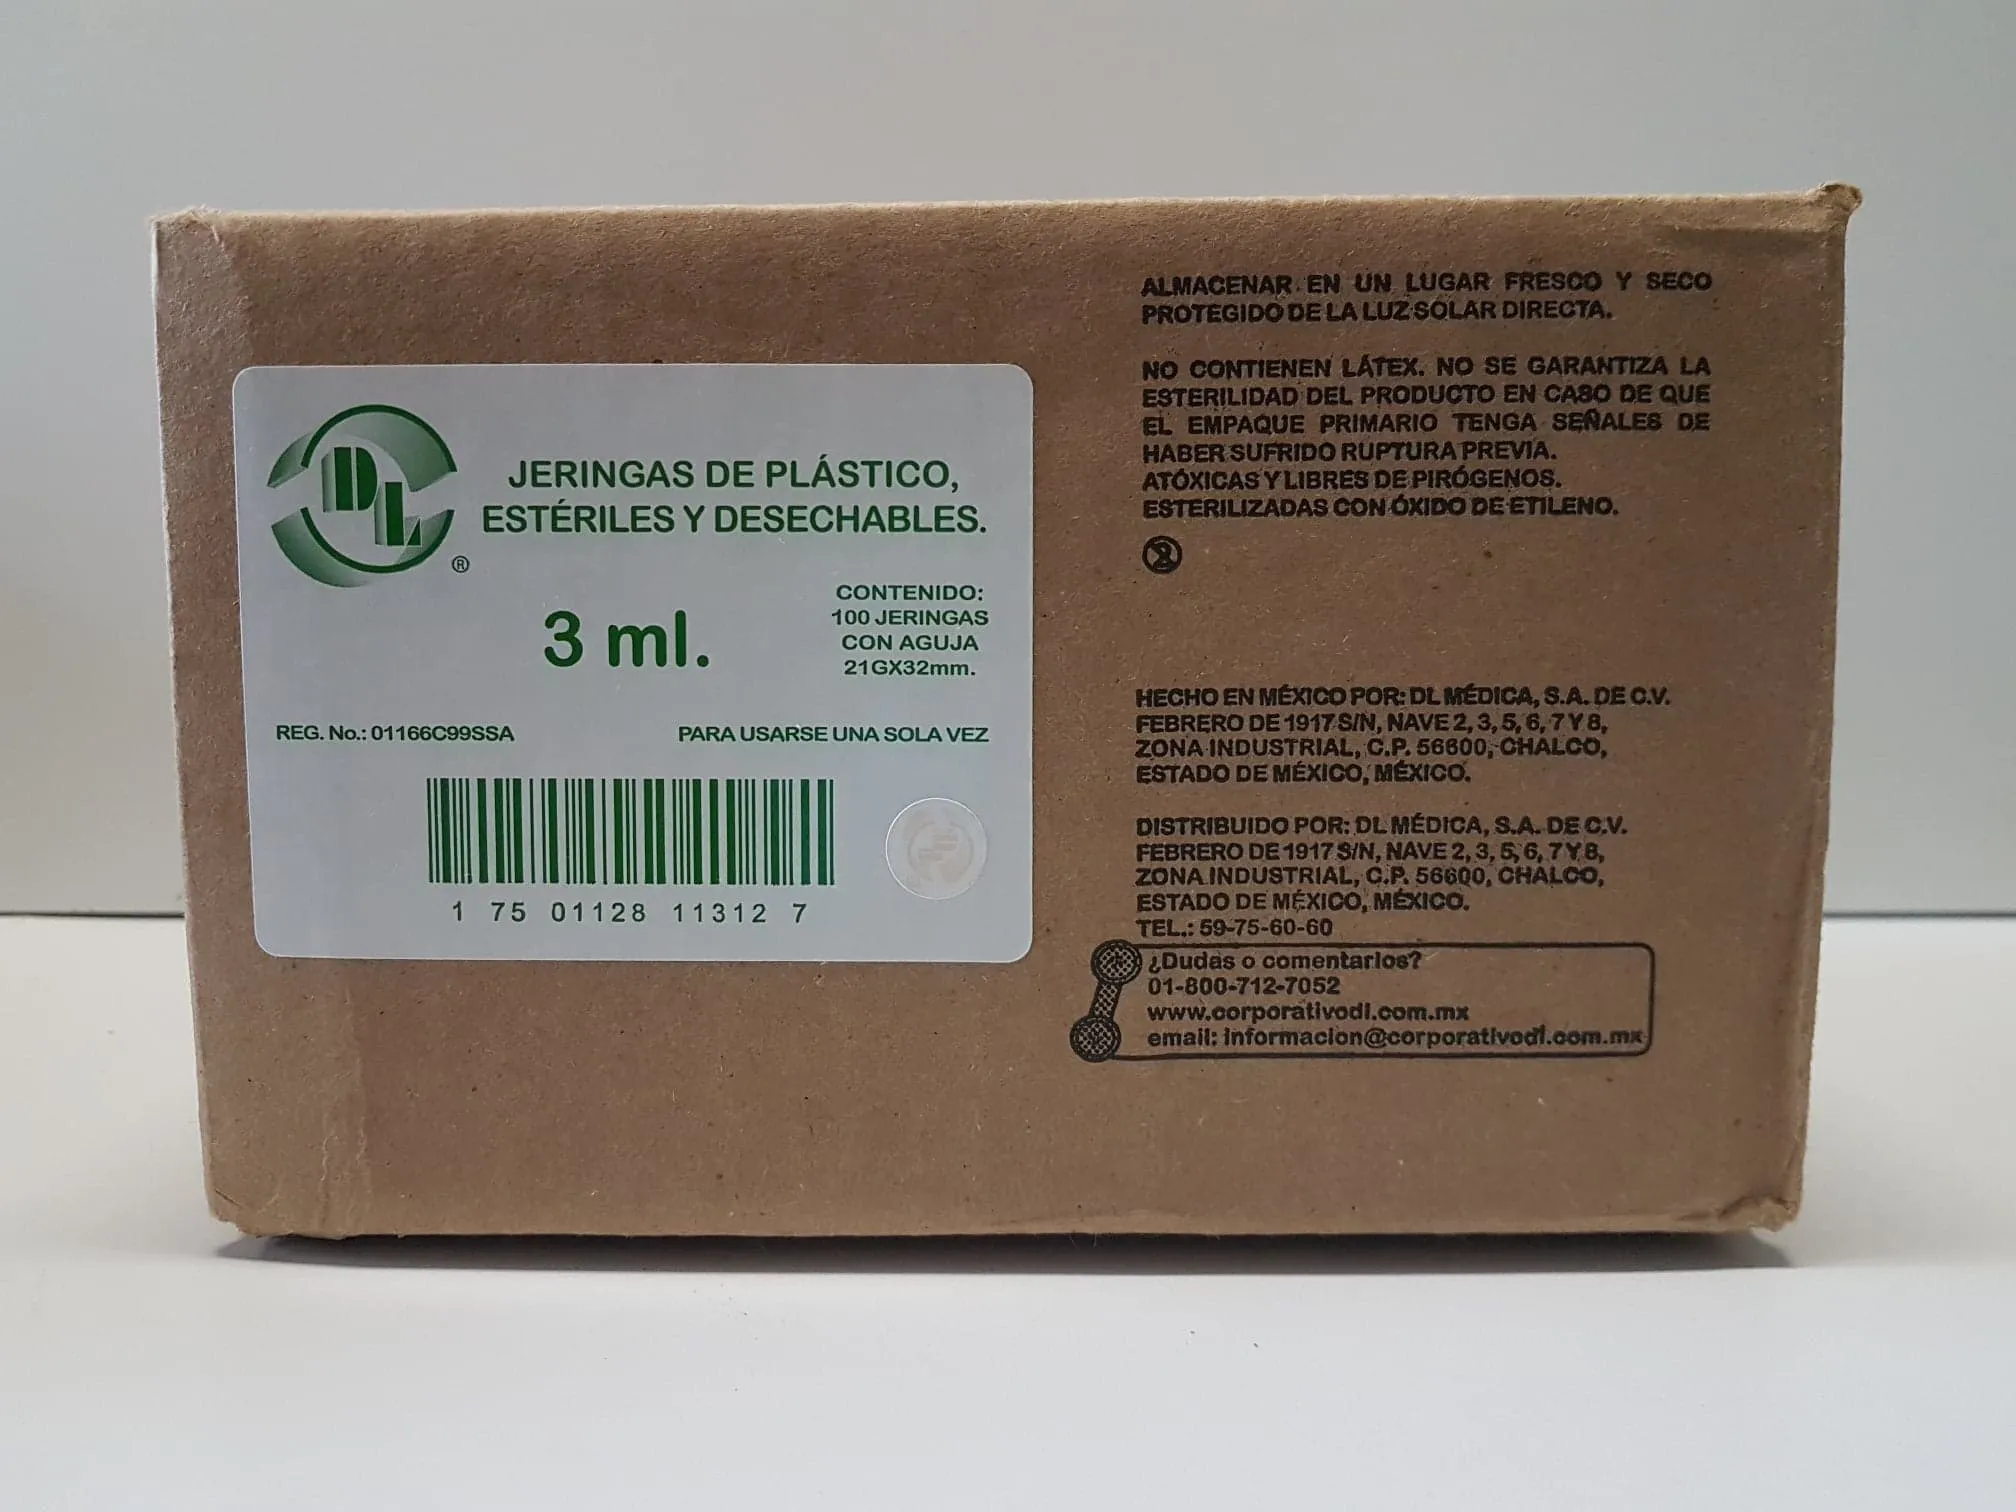 DL
®
JERINGAS DE PLÁSTICO,
ESTÉRILES Y DESECHABLES.
3 ml.
CONTENIDO:
100 JERINGAS
CON AGUJA
21GX32mm.
REG. No.: 01166C99SSA
PARA USARSE UNA SOLA VEZ
1 75 01128 11312 7
ALMACENAR EN UN LUGAR FRESCO Y SECO
PROTEGIDO DE LA LUZ SOLAR DIRECTA.
NO CONTIENEN LÁTEX. NO SE GARANTIZA LA
ESTERILIDAD DEL PRODUCTO EN CASO DE QUE
EL EMPAQUE PRIMARIO TENGA SEÑALES DE
HABER SUFRIDO RUPTURA PREVIA.
ATÓXICAS Y LIBRES DE PIRÓGENOS.
ESTERILIZADAS CON ÓXIDO DE ETILENO.
2
HECHO EN MÉXICO POR: DL MÉDICA, S.A. DE C.V.
FEBRERO DE 1917 S/N, NAVE 2, 3, 5, 6, 7 Y 8,
ZONA INDUSTRIAL, C.P. 56600, CHALCO,
ESTADO DE MÉXICO, MÉXICO.
DISTRIBUIDO POR: DL MÉDICA, S.A. DE C.V.
FEBRERO DE 1917 S/N, NAVE 2, 3, 5, 6, 7 Y 8,
ZONA INDUSTRIAL, C.P. 56600, CHALCO,
ESTADO DE MÉXICO, MÉXICO.
TEL.: 59-75-60-60
¿Dudas o comentarios?
01-800-712-7052
www.corporativodl.com.mx
email: informacion@corporativodl.com.mx